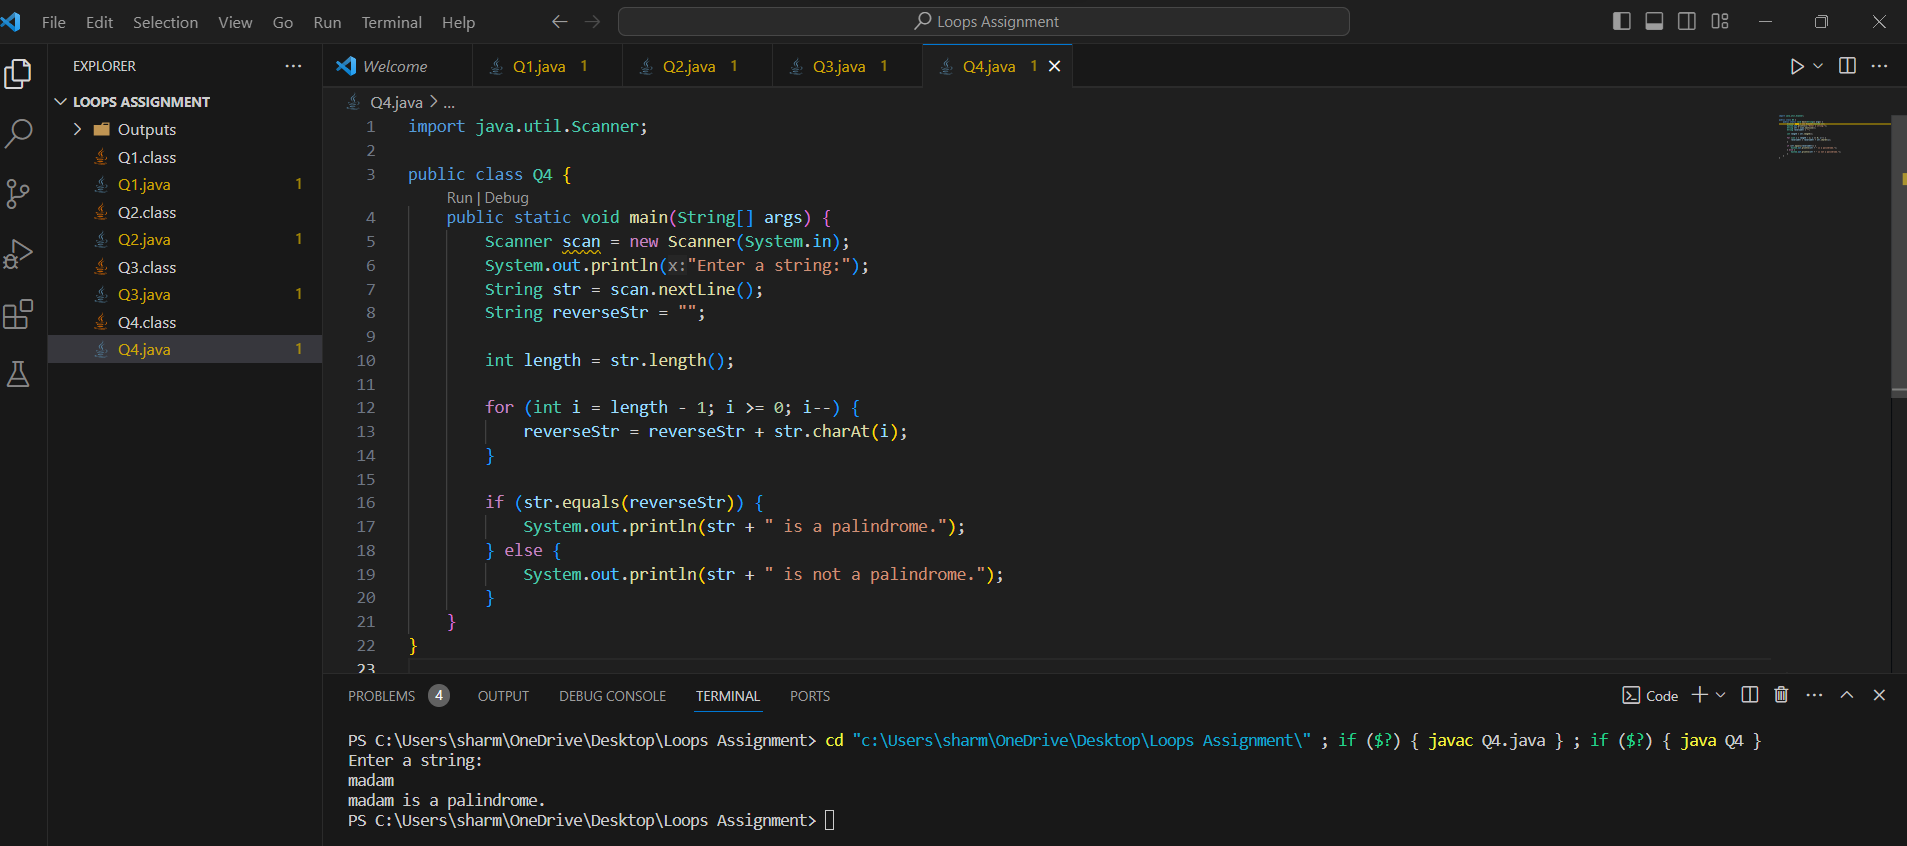 File Edit Selection View Go Run Terminal Help
Loops Assignment
EXPLORER
LOOPS ASSIGNMENT
Outputs
Q1.class
Q1.java 1
Q2.class
Q2.java 1
Q3.class
Q3.java 1
Q4.class
Q4.java 1
Welcome Q1.java 1 Q2.java 1 Q3.java 1 Q4.java 1
Q4.java > ...
1 import java.util.Scanner;
2
3 public class Q4 {
Run | Debug
4 public static void main(String[] args) {
5 Scanner scan = new Scanner(System.in);
6 System.out.println(x:"Enter a string:");
7 String str = scan.nextLine();
8 String reverseStr = "";
9
10 int length = str.length();
11
12 for (int i = length - 1; i >= 0; i--) {
13 reverseStr = reverseStr + str.charAt(i);
14 }
15
16 if (str.equals(reverseStr)) {
17 System.out.println(str + " is a palindrome.");
18 } else {
19 System.out.println(str + " is not a palindrome.");
20 }
21 }
22 }
23
PROBLEMS 4 OUTPUT DEBUG CONSOLE TERMINAL PORTS
Code
PS C:\Users\sharm\OneDrive\Desktop\Loops Assignment> cd "c:\Users\sharm\OneDrive\Desktop\Loops Assignment\" ; if ($?) { javac Q4.java } ; if ($?) { java Q4 }
Enter a string:
madam
madam is a palindrome.
PS C:\Users\sharm\OneDrive\Desktop\Loops Assignment>